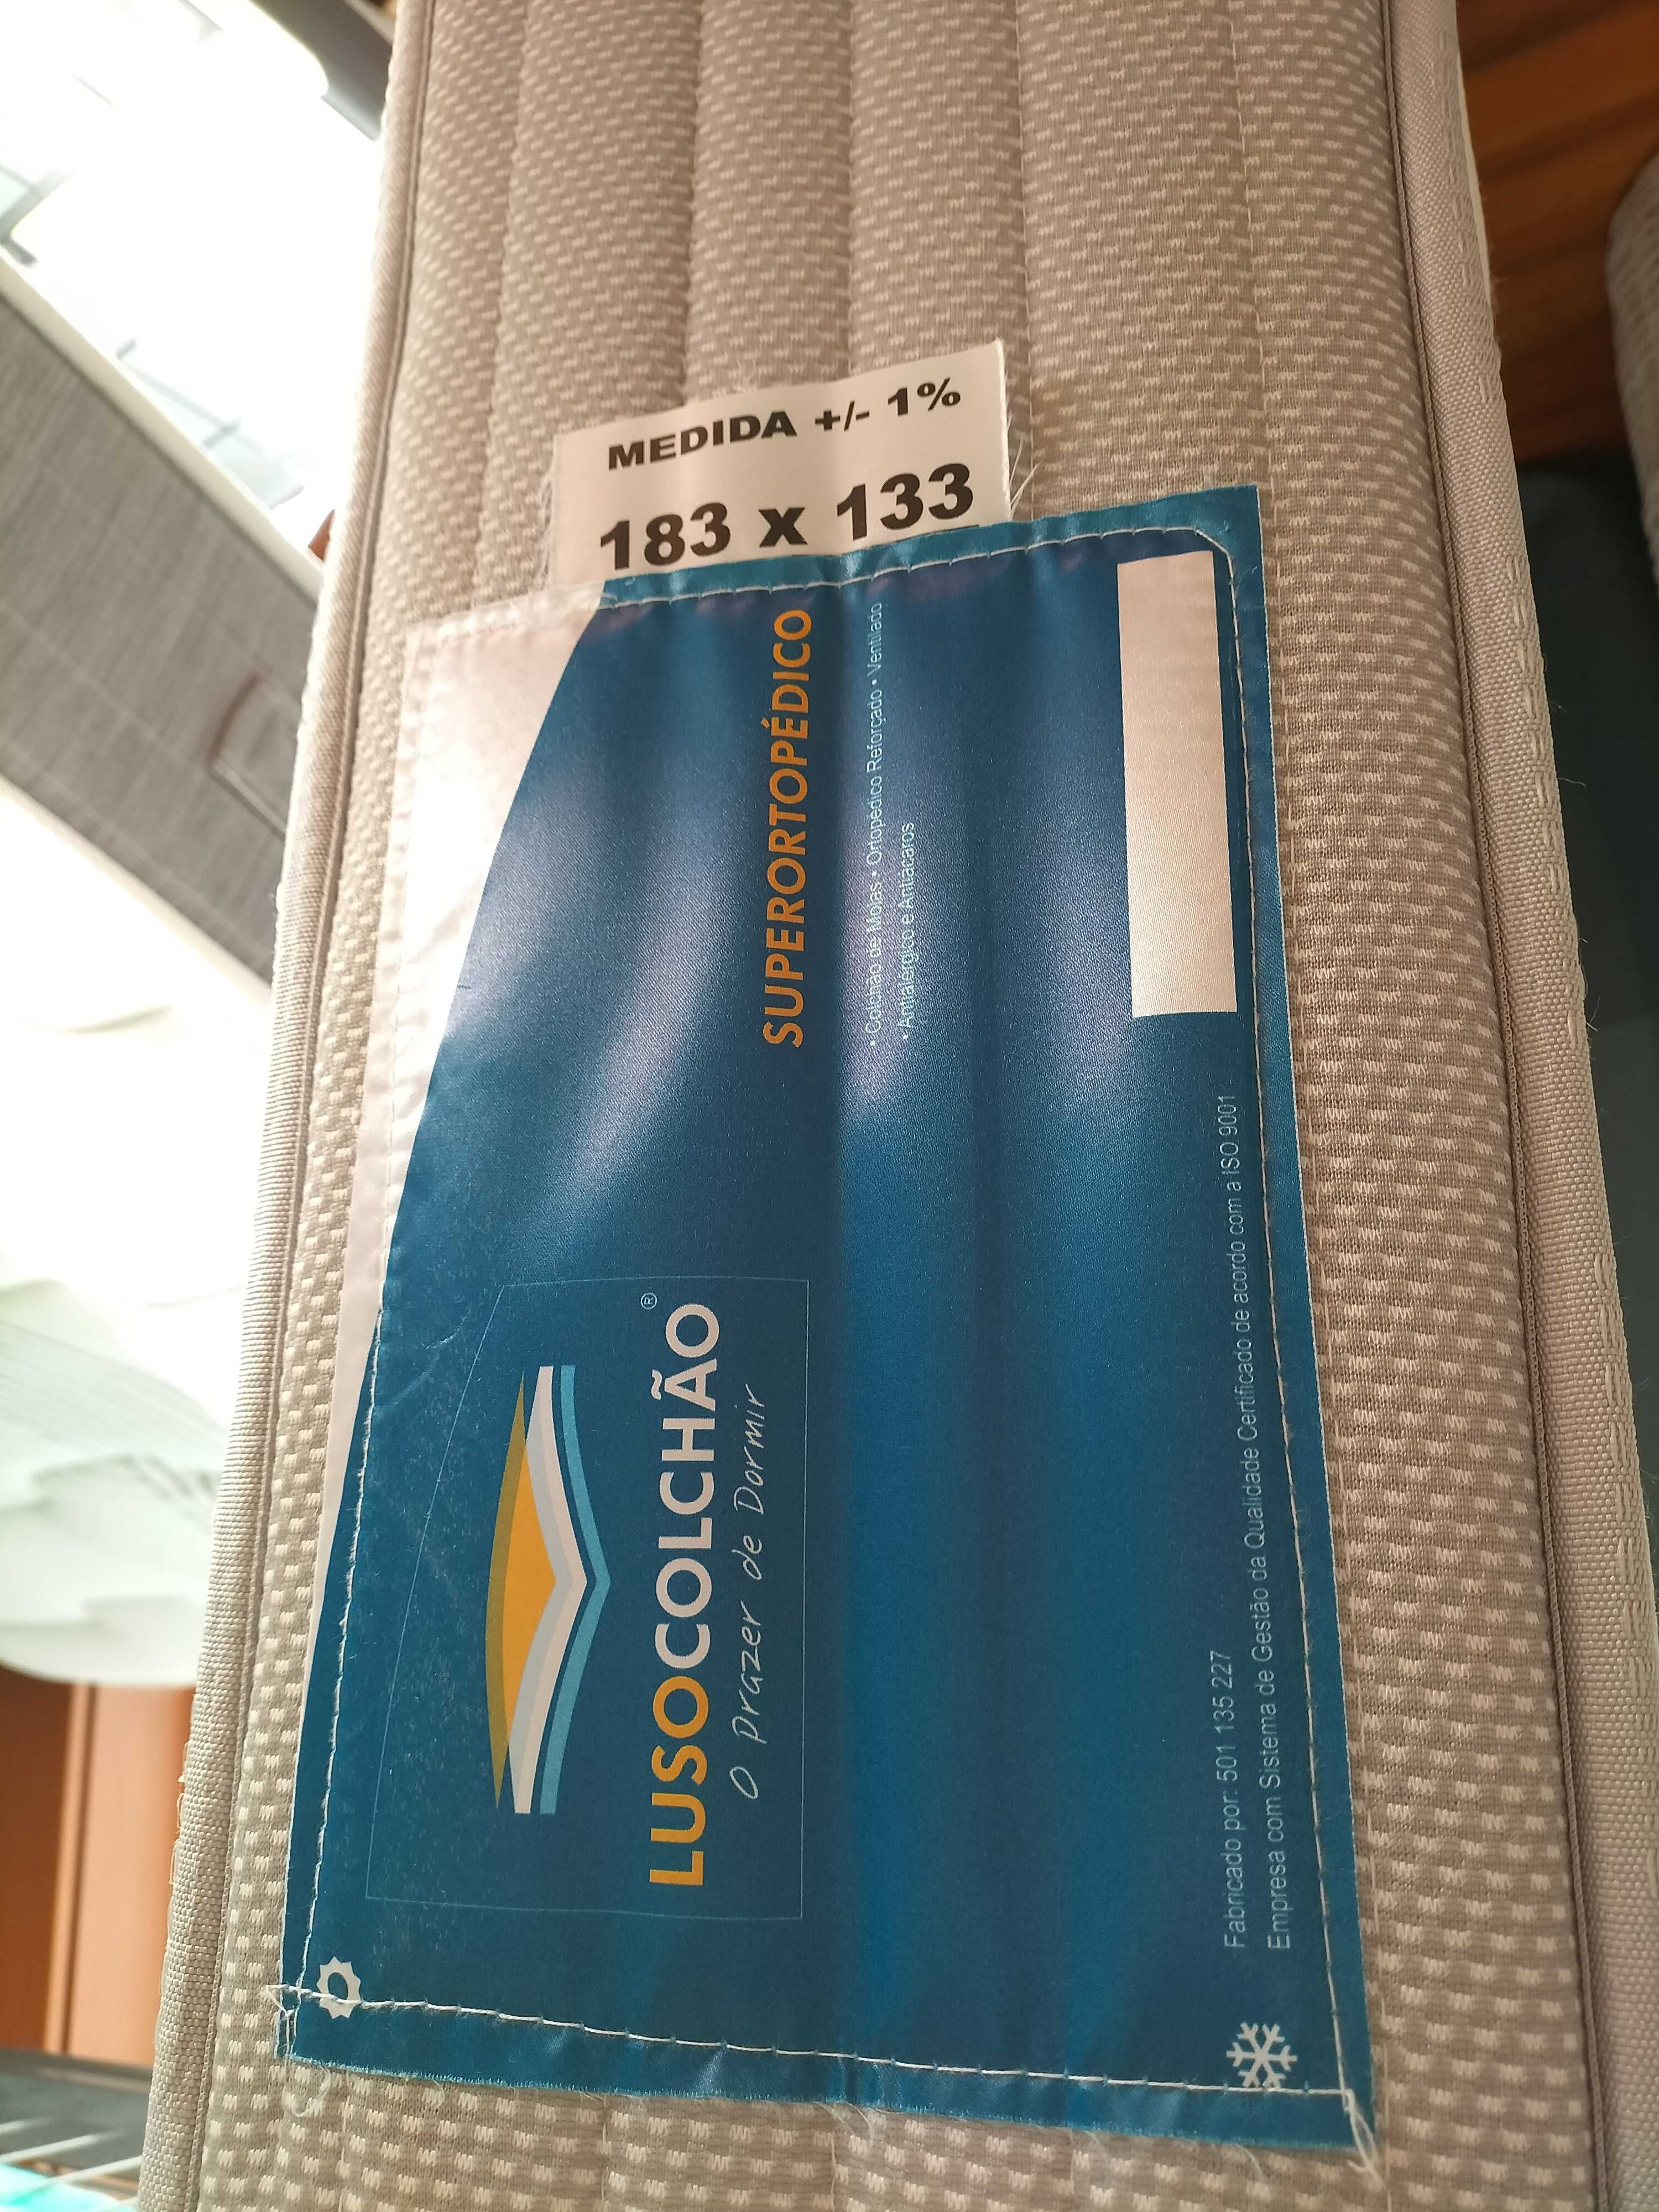 MEDIDA +/- 1%
183 x 133
LUSOCOLCHÃO®
O Prazer de Dormir
SUPERORTOPÉDICO
• Colchão de Molas • Ortopédico Reforçado • Ventilado
• Antialérgico e Antiácaros
Fabricado por: 501 135 227
Empresa com Sistema de Gestão da Qualidade Certificado de acordo com a ISO 9001